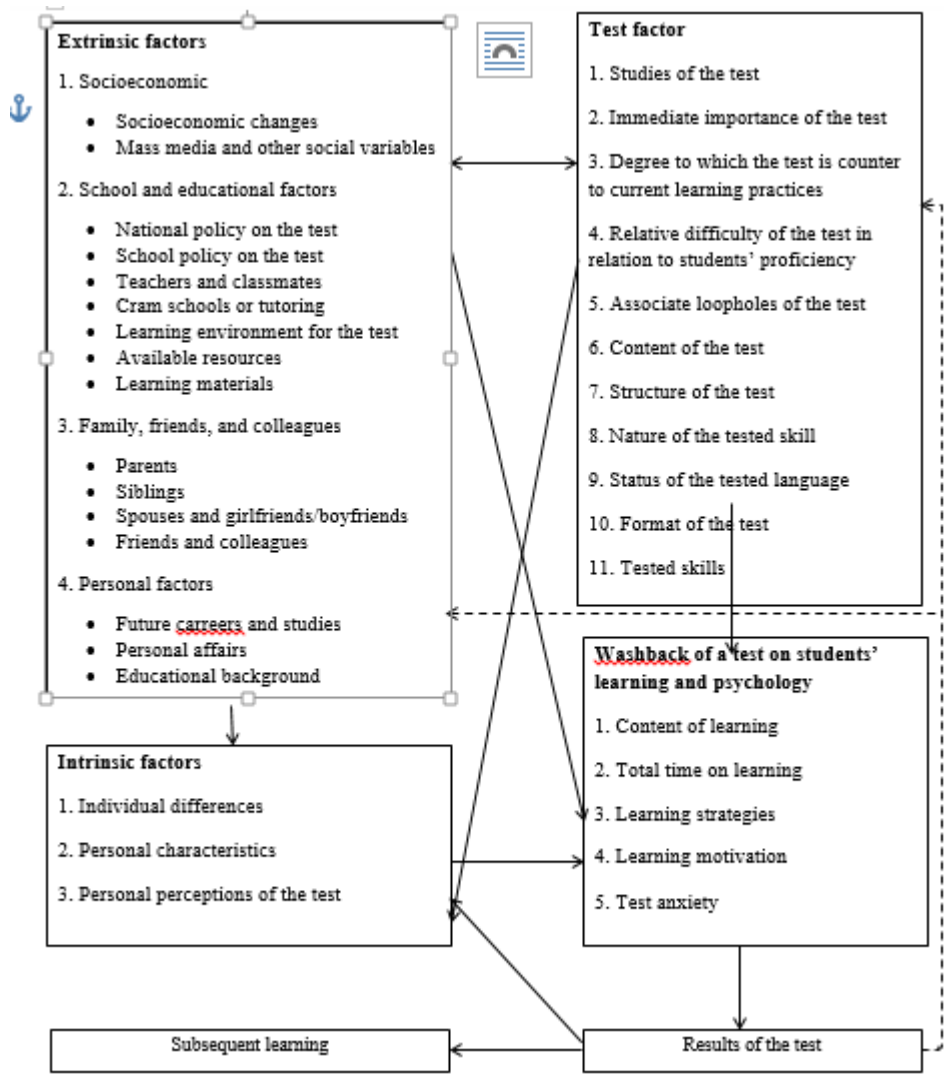 Extrinsic factors
1. Socioeconomic
• Socioeconomic changes
• Mass media and other social variables
2. School and educational factors
• National policy on the test
• School policy on the test
• Teachers and classmates
• Cram schools or tutoring
• Learning environment for the test
• Available resources
• Learning materials
3. Family, friends, and colleagues
• Parents
• Siblings
• Spouses and girlfriends/boyfriends
• Friends and colleagues
4. Personal factors
• Future carreers and studies
• Personal affairs
• Educational background
Test factor
1. Studies of the test
2. Immediate importance of the test
3. Degree to which the test is counter
to current learning practices
4. Relative difficulty of the test in
relation to students’ proficiency
5. Associate loopholes of the test
6. Content of the test
7. Structure of the test
8. Nature of the tested skill
9. Status of the tested language
10. Format of the test
11. Tested skills
Intrinsic factors
1. Individual differences
2. Personal characteristics
3. Personal perceptions of the test
Washback of a test on students’
learning and psychology
1. Content of learning
2. Total time on learning
3. Learning strategies
4. Learning motivation
5. Test anxiety
Subsequent learning
Results of the test